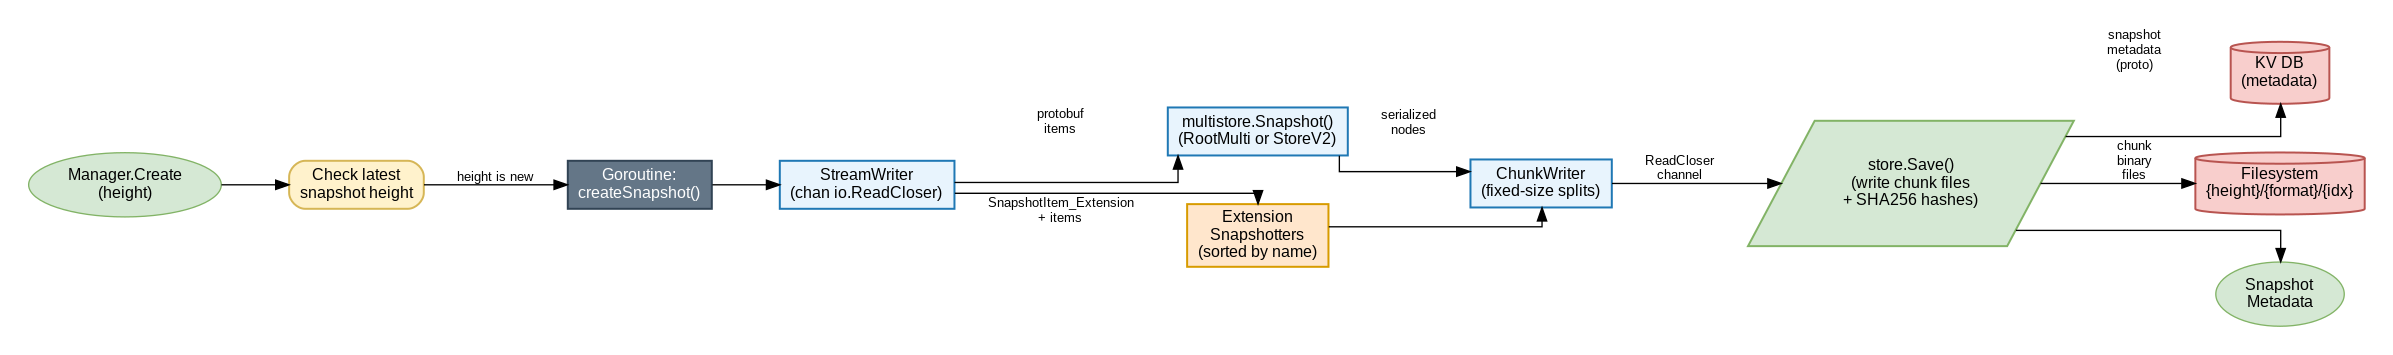 Manager.Create
(height)
Check latest
snapshot height
height is new
Goroutine:
createSnapshot()
StreamWriter
(chan io.ReadCloser)
protobuf
items
SnapshotItem_Extension
+ items
multistore.Snapshot()
(RootMulti or StoreV2)
Extension
Snapshotters
(sorted by name)
serialized
nodes
ChunkWriter
(fixed-size splits)
ReadCloser
channel
store.Save()
(write chunk files
+ SHA256 hashes)
snapshot
metadata
(proto)
chunk
binary
files
KV DB
(metadata)
Filesystem
{height}/{format}/{idx}
Snapshot
Metadata